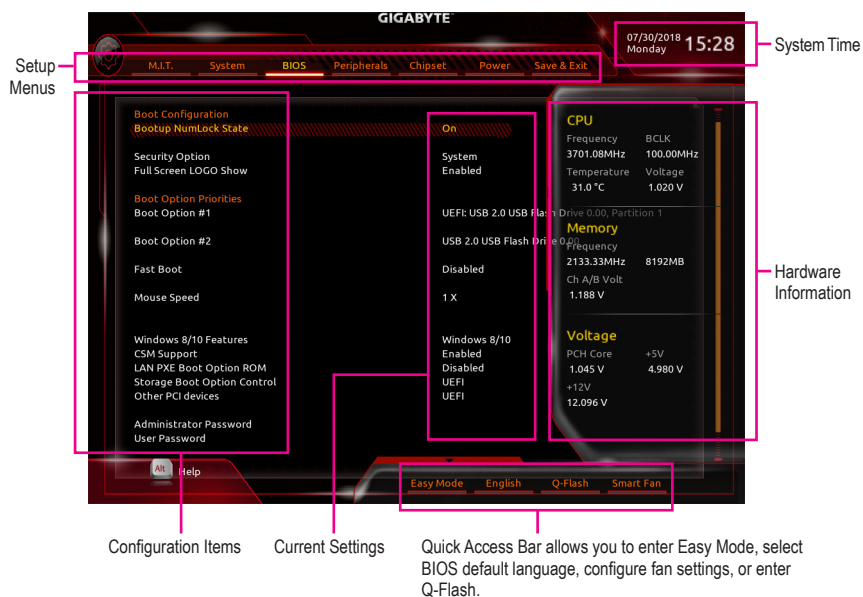 GIGABYTE™
07/30/2018
Monday
15:28
System Time
Setup
Menus
M.I.T. System BIOS Peripherals Chipset Power Save & Exit
Boot Configuration
Bootup NumLock State On
Security Option System
Full Screen LOGO Show Enabled
Boot Option Priorities
Boot Option #1 UEFI: USB 2.0 USB Flash Drive 0.00, Partition 1
Boot Option #2 USB 2.0 USB Flash Drive 0.00
Fast Boot Disabled
Mouse Speed 1 X
Windows 8/10 Features Windows 8/10
CSM Support Enabled
LAN PXE Boot Option ROM Disabled
Storage Boot Option Control UEFI
Other PCI devices UEFI
Administrator Password
User Password
CPU
Frequency BCLK
3701.08MHz 100.00MHz
Temperature Voltage
31.0 °C 1.020 V
Memory
Frequency
2133.33MHz 8192MB
Ch A/B Volt
1.188 V
Voltage
PCH Core +5V
1.045 V 4.980 V
+12V
12.096 V
Hardware
Information
Alt Help
Easy Mode English Q-Flash Smart Fan
Configuration Items
Current Settings
Quick Access Bar allows you to enter Easy Mode, select
BIOS default language, configure fan settings, or enter
Q-Flash.